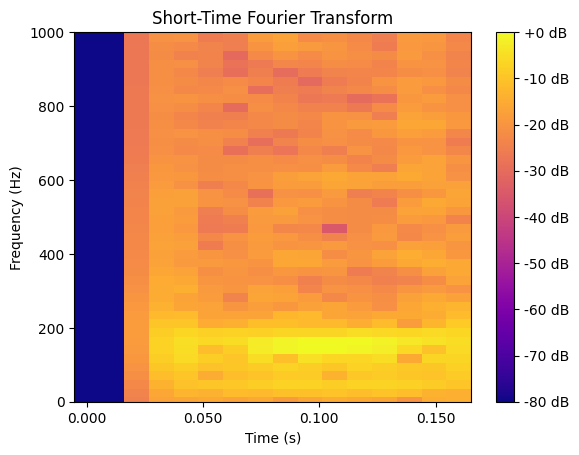 Short-Time Fourier Transform
1000
800
600
400
200
0
Frequency (Hz)
0.000
0.050
0.100
0.150
Time (s)
+0 dB
-10 dB
-20 dB
-30 dB
-40 dB
-50 dB
-60 dB
-70 dB
-80 dB